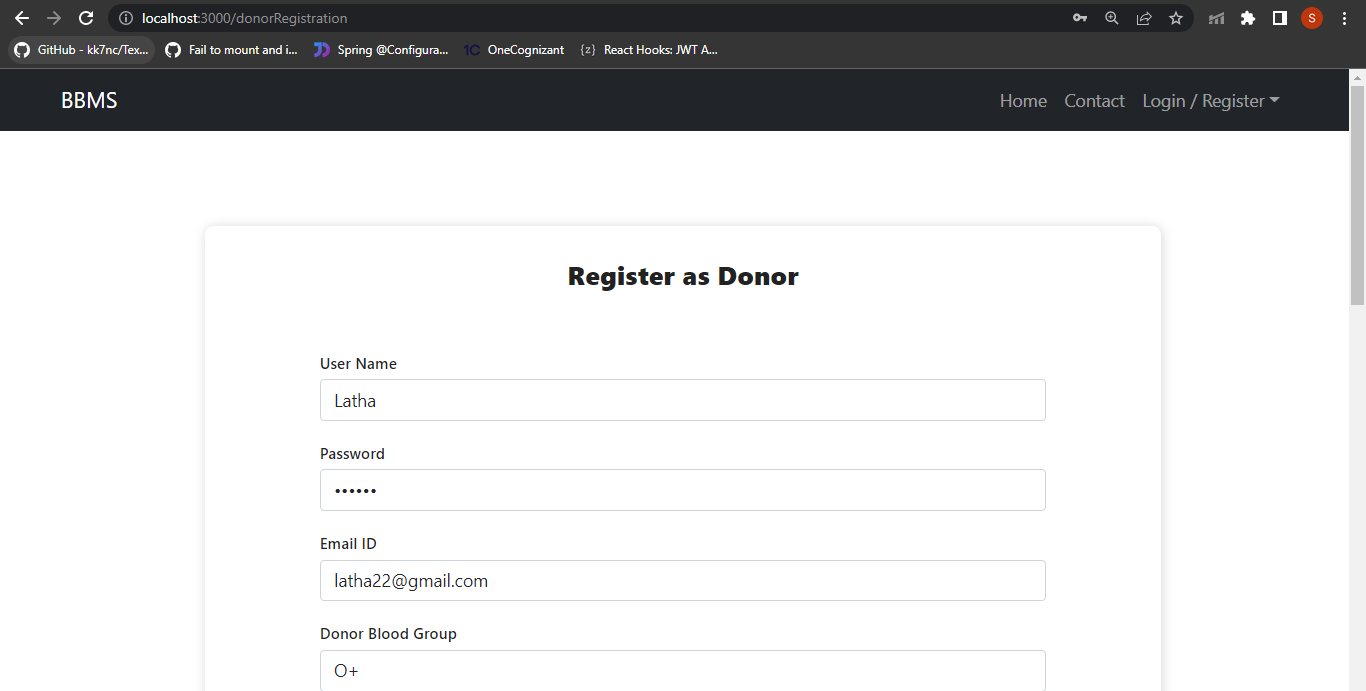 localhost:3000/donorRegistration
S
GitHub - kk7nc/Tex... Fail to mount and i... Spring @Configura... 1C OneCognizant {z} React Hooks: JWT A...
BBMS Home Contact Login / Register
Register as Donor
User Name
Latha
Password
••••••
Email ID
latha22@gmail.com
Donor Blood Group
O+